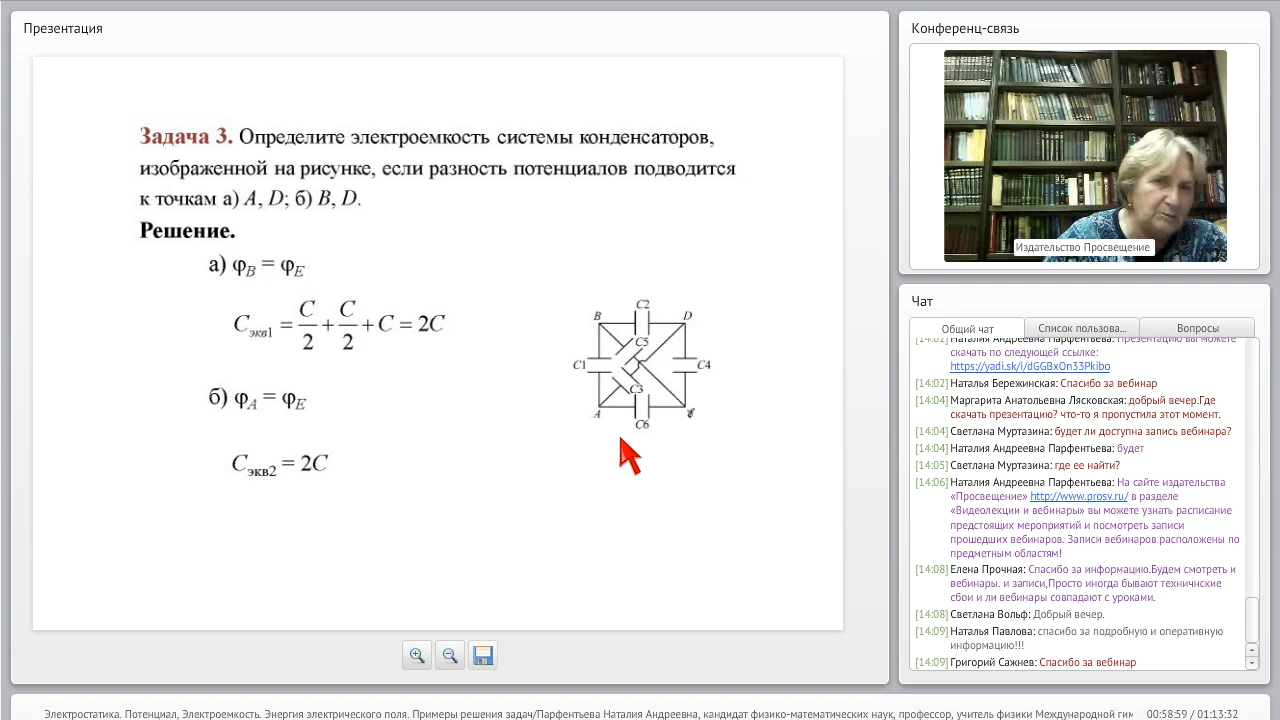 Презентация
Задача 3. Определите электроемкость системы конденсаторов,
изображенной на рисунке, если разность потенциалов подводится
к точкам а) A, D; б) B, D.
Решение.
а) φB = φE
Cэкв1 = C/2 + C/2 + C = 2C
б) φA = φE
Cэкв2 = 2C
C2
B
D
C5
C1
C4
C3
A
E
C6
Конференц-связь
Издательство Просвещение
Чат
Общий чат
Список пользова...
Вопросы
[14:02] Наталия Андреевна Парфентьева: Презентацию вы можете
скачать по следующей ссылке:
https://yadi.sk/i/dGGBxOn33Pkibo
[14:02] Наталья Бережинская: Спасибо за вебинар
[14:04] Маргарита Анатольевна Лясковская: добрый вечер.Где
скачать презентацию? что-то я пропустила этот момент.
[14:04] Светлана Муртазина: будет ли доступна запись вебинара?
[14:04] Наталия Андреевна Парфентьева: будет
[14:05] Светлана Муртазина: где ее найти?
[14:06] Наталия Андреевна Парфентьева: На сайте издательства
«Просвещение» http://www.prosv.ru/ в разделе
«Видеолекции и вебинары» вы можете узнать расписание
предстоящих мероприятий и посмотреть записи
прошедших вебинаров. Записи вебинаров расположены по
предметным областям!
[14:08] Елена Прочная: Спасибо за информацию.Будем смотреть и
вебинары. и записи,Просто иногда бывают техничнские
сбои и ли вебинары совпадают с уроками.
[14:08] Светлана Вольф: Добрый вечер.
[14:09] Наталья Павлова: спасибо за подробную и оперативную
информацию!!!
[14:09] Григорий Сажнев: Спасибо за вебинар
Электростатика. Потенциал, Электроемкость. Энергия электрического поля. Примеры решения задач/Парфентьева Наталия Андреевна, кандидат физико-математических наук, профессор, учитель физики Международной гим
00:58:59 / 01:13:32